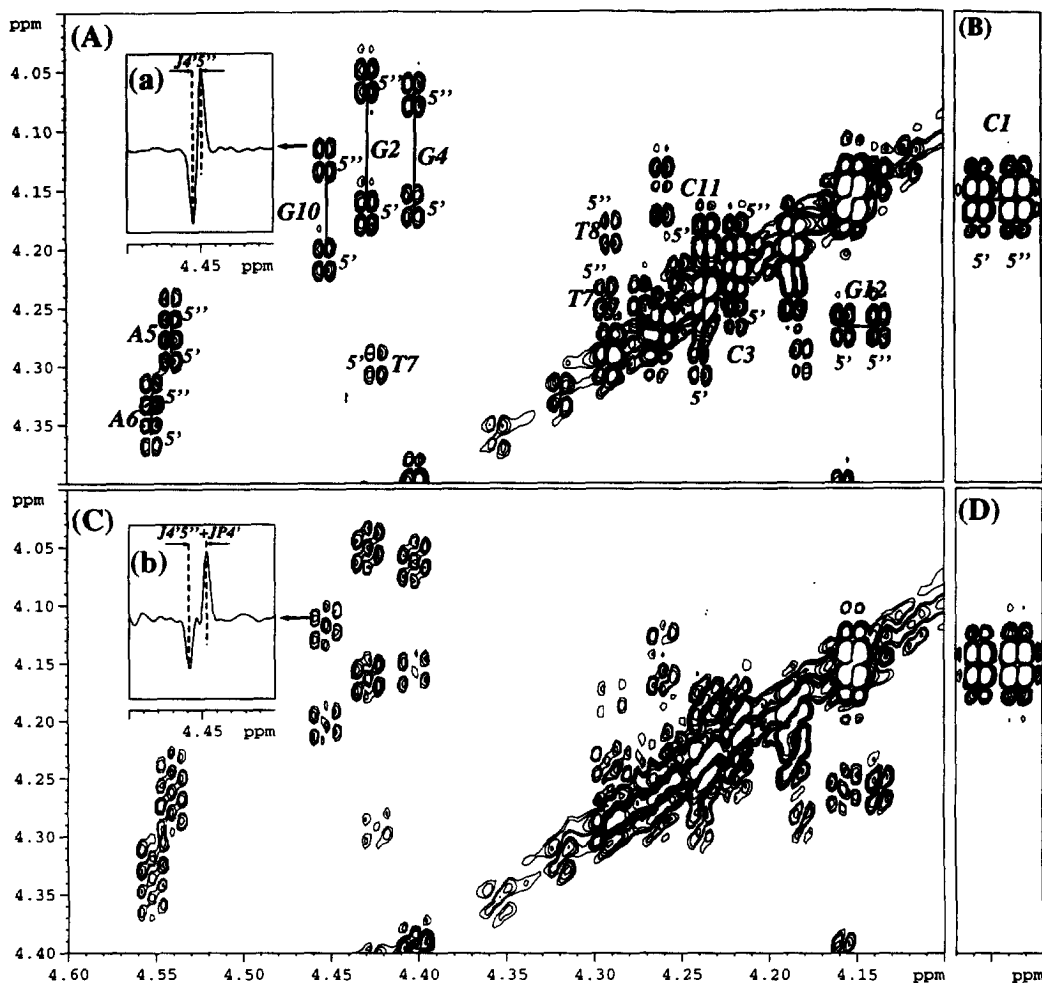 ppm
(A)
(B)
(a)
J4'5''
4.45 ppm
4.05
4.10
4.15
4.20
4.25
4.30
4.35
5''
5''
G2
G4
5''
5'
5'
G10
5'
C11
5''
5''
T8
5'
5''
T7
5'
G12
C3
5'
5'
5''
A5
5''
5'
A6
5''
5'
5'
T7
C1
5'
5''
ppm
(C)
(D)
(b)
J4'5''+JP4'
4.45 ppm
4.05
4.10
4.15
4.20
4.25
4.30
4.35
4.40
4.60
4.55
4.50
4.45
4.40
4.35
4.30
4.25
4.20
4.15
ppm
ppm